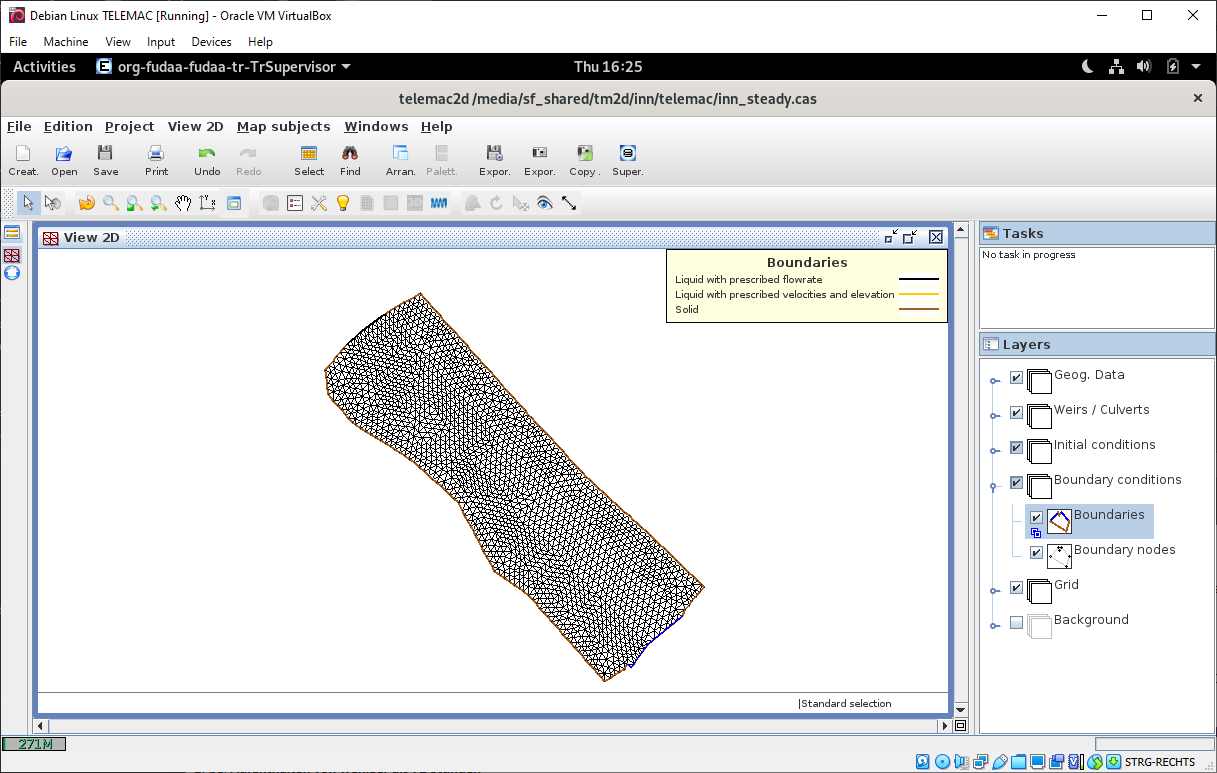 Debian Linux TELEMAC [Running] - Oracle VM VirtualBox
File Machine View Input Devices Help
Activities E org-fudaa-fudaa-tr-TrSupervisor Thu 16:25
telemac2d /media/sf_shared/tm2d/inn/telemac/inn_steady.cas
File Edition Project View 2D Map subjects Windows Help
Creat. Open Save Print Undo Redo Select Find Arran. Palett. Expor. Expor. Copy . Super.
View 2D
Boundaries
Liquid with prescribed flowrate
Liquid with prescribed velocities and elevation
Solid
|Standard selection
Tasks
No task in progress
Layers
Geog. Data
Weirs / Culverts
Initial conditions
Boundary conditions
Boundaries
Boundary nodes
Grid
Background
271M
STRG-RECHTS